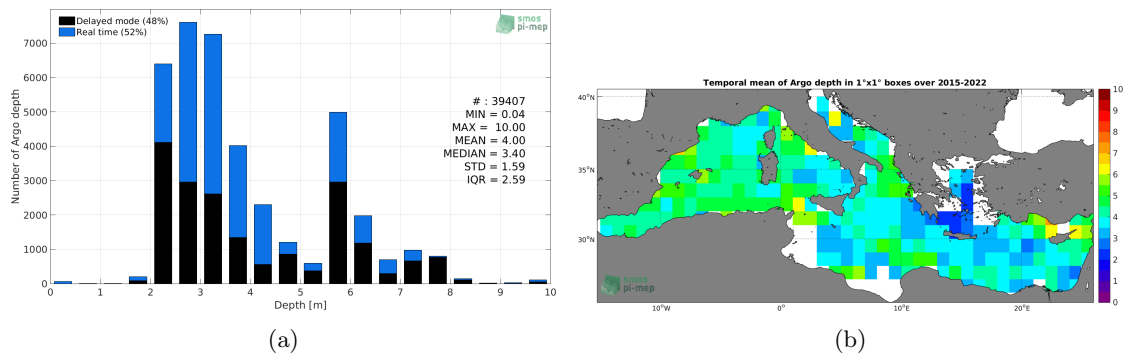 Delayed mode (48%)
Real time (52%)
smos
pi-mep
# : 39407
MIN = 0.04
MAX = 10.00
MEAN = 4.00
MEDIAN = 3.40
STD = 1.59
IQR = 2.59
Number of Argo depth
7000
6000
5000
4000
3000
2000
1000
0
0 1 2 3 4 5 6 7 8 9 10
Depth [m]
(a)
Temporal mean of Argo depth in 1°x1° boxes over 2015-2022
40°N
35°N
30°N
10°W 0° 10°E 20°E
smos
pi-mep
10
9
8
7
6
5
4
3
2
1
0
(b)